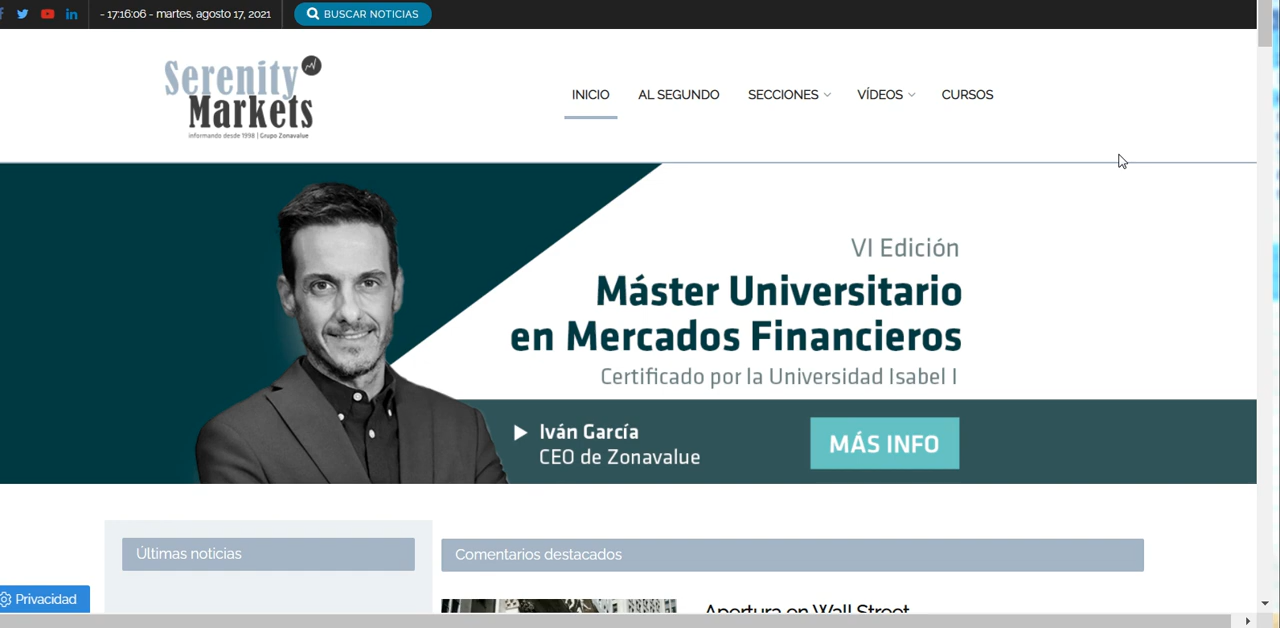 - 17:16:06 - martes, agosto 17, 2021
BUSCAR NOTICIAS
Serenity
Markets
informando desde 1998 | Grupo Zonavalue
INICIO
AL SEGUNDO
SECCIONES
VÍDEOS
CURSOS
VI Edición
Máster Universitario
en Mercados Financieros
Certificado por la Universidad Isabel I
Iván García
CEO de Zonavalue
MÁS INFO
Últimas noticias
Comentarios destacados
Apertura en Wall Street
Privacidad